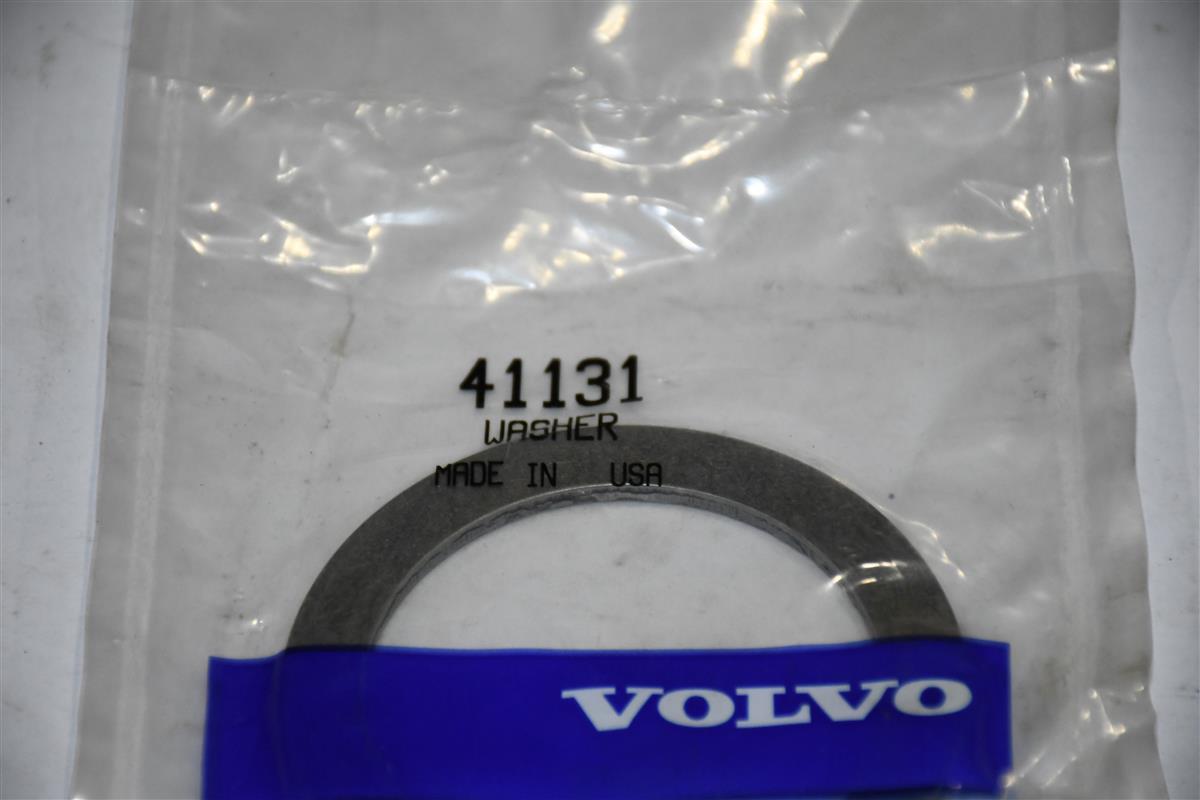 41131
WASHER
MADE IN USA
VOLVO